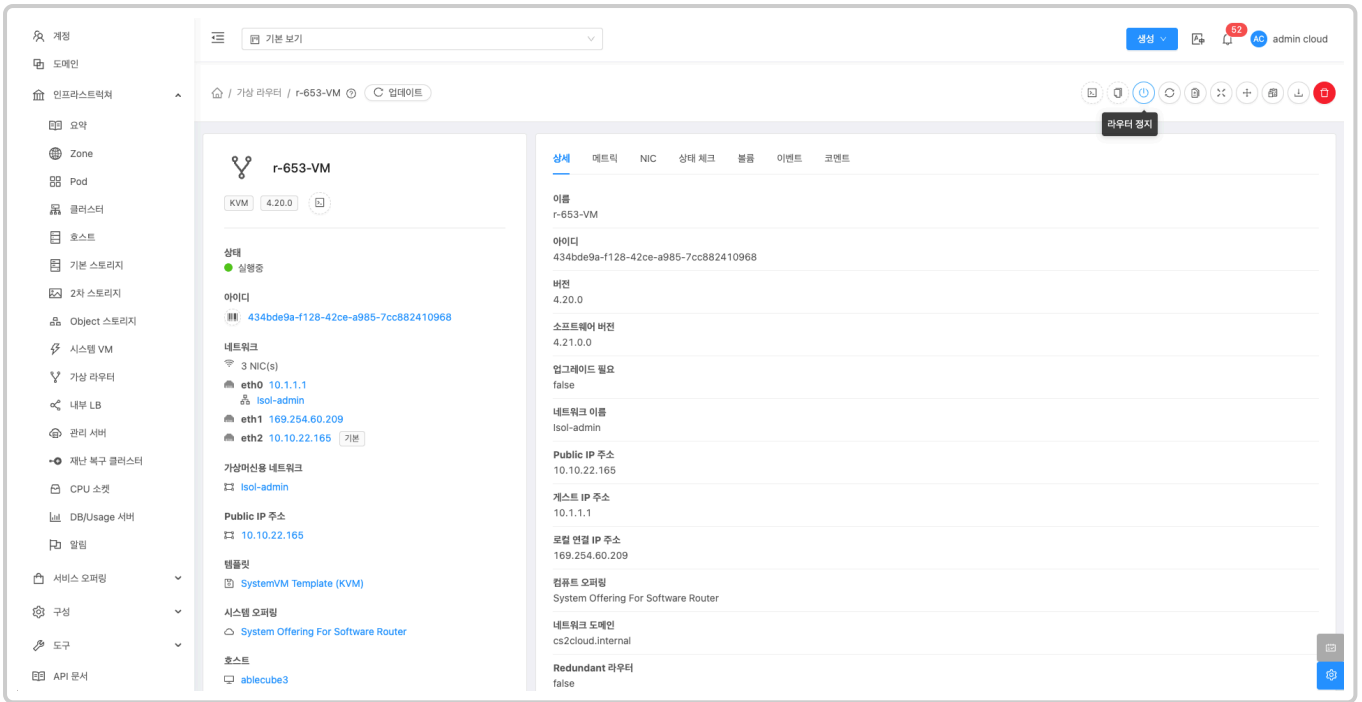 계정
도메인
인프라스트럭쳐
요약
Zone
Pod
클러스터
호스트
기본 스토리지
2차 스토리지
Object 스토리지
시스템 VM
가상 라우터
내부 LB
관리 서버
재난 복구 클러스터
CPU 소켓
DB/Usage 서버
알림
서비스 오퍼링
구성
도구
API 문서
기본 보기
생성
52
AC
admin cloud
/ 가상 라우터 / r-653-VM
업데이트
라우터 정지
r-653-VM
KVM
4.20.0
상태
실행중
아이디
434bde9a-f128-42ce-a985-7cc882410968
네트워크
3 NIC(s)
eth0 10.1.1.1
Isol-admin
eth1 169.254.60.209
eth2 10.10.22.165 기본
가상머신용 네트워크
Isol-admin
Public IP 주소
10.10.22.165
템플릿
SystemVM Template (KVM)
시스템 오퍼링
System Offering For Software Router
호스트
ablecube3
상세
메트릭
NIC
상태 체크
볼륨
이벤트
코멘트
이름
r-653-VM
아이디
434bde9a-f128-42ce-a985-7cc882410968
버전
4.20.0
소프트웨어 버전
4.21.0.0
업그레이드 필요
false
네트워크 이름
Isol-admin
Public IP 주소
10.10.22.165
게스트 IP 주소
10.1.1.1
로컬 연결 IP 주소
169.254.60.209
컴퓨트 오퍼링
System Offering For Software Router
네트워크 도메인
cs2cloud.internal
Redundant 라우터
false